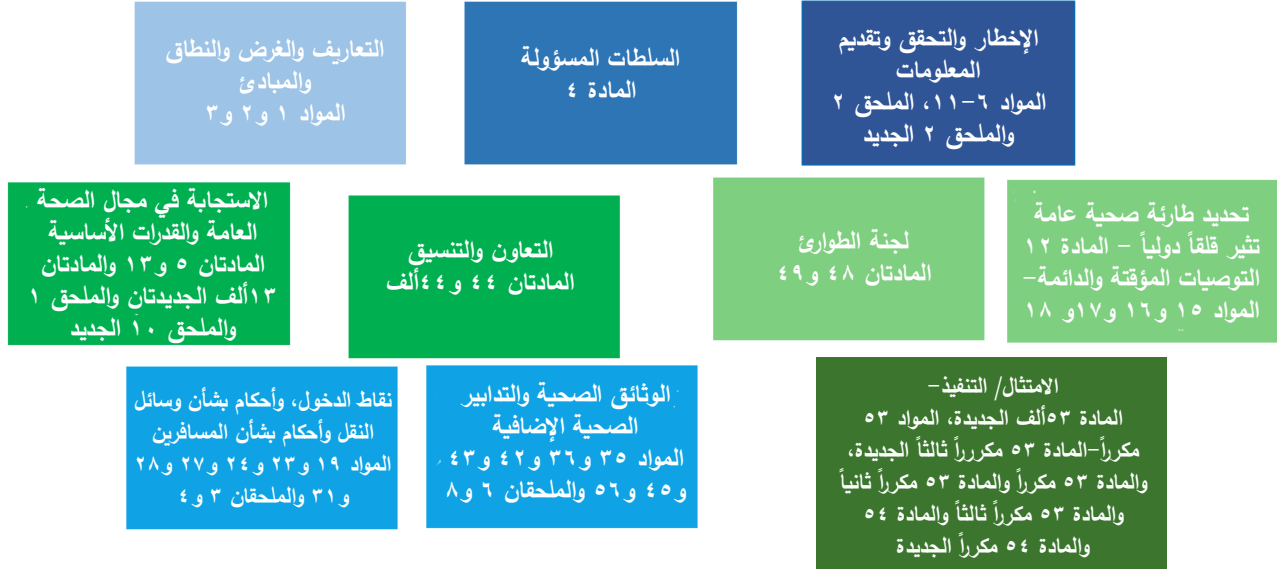 الإخطار والتحقق وتقديم
المعلومات
المواد ٦-١١، الملحق ٢
والملحق ٢ الجديد
السلطات المسؤولة
المادة ٤
التعاريف والغرض والنطاق
والمبادئ
المواد ١ و٢ و٣
تحديد طارئة صحية عامة
تثير قلقاً دولياً – المادة ١٢
التوصيات المؤقتة والدائمة–
المواد ١٥ و١٦ و١٧و ١٨
لجنة الطوارئ
المادتان ٤٨ و٤٩
التعاون والتنسيق
المادتان ٤٤ و٤٤ألف
الاستجابة في مجال الصحة
العامة والقدرات الأساسية
المادتان ٥ و١٣ والمادتان
١٣ألف الجديدتان والملحق ١
والملحق ١٠ الجديد
الامتثال/ التنفيذ–
المادة ٥٣ألف الجديدة، المواد ٥٣
مكرراً–المادة ٥٣ مكرراً ثالثاً الجديدة،
والمادة ٥٣ مكرراً والمادة ٥٣ مكرراً ثانياً
والمادة ٥٣ مكرراً ثالثاً والمادة ٥٤
والمادة ٥٤ مكرراً الجديدة
الوثائق الصحية والتدابير
الصحية الإضافية
المواد ٣٥ و٣٦ و٤٢ و٤٣
و٤٥ و٥٦ والملحقان ٦ و٨
نقاط الدخول، وأحكام بشأن وسائل
النقل وأحكام بشأن المسافرين
المواد ١٩ و٢٣ و٢٤ و٢٧ و٢٨
و٣١ والملحقان ٣ و٤